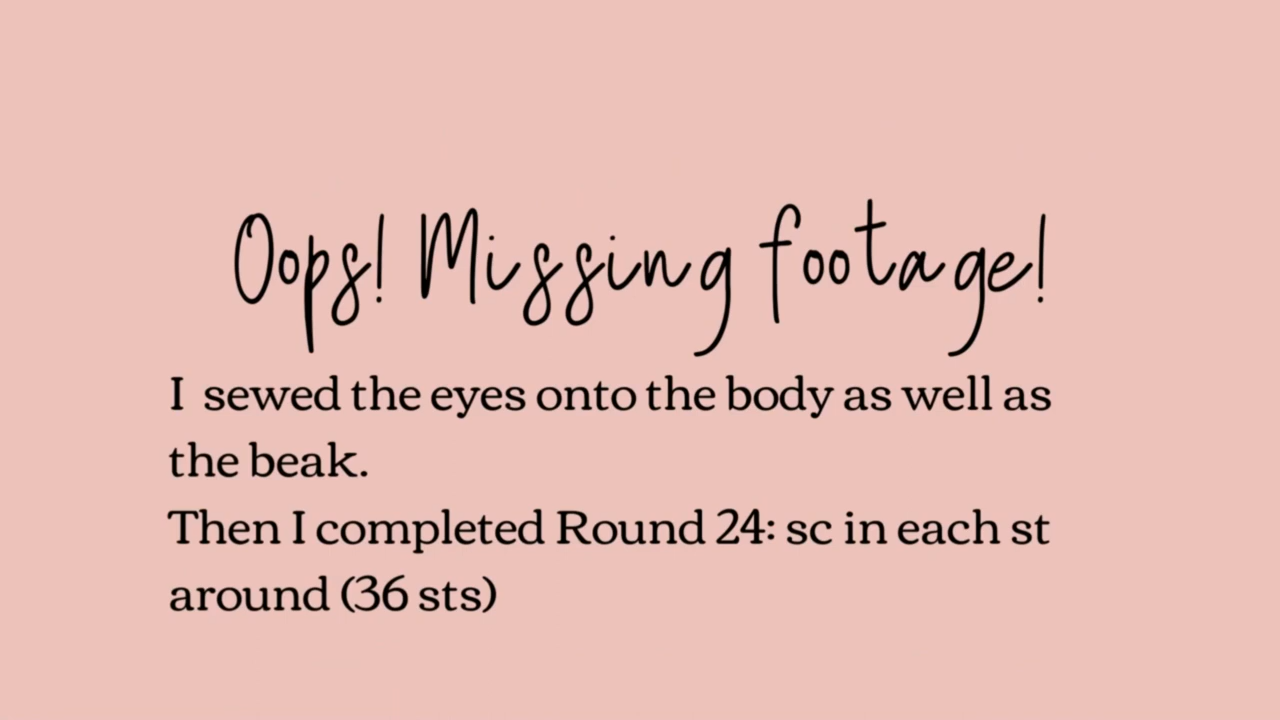 Oops! Missing footage!
I sewed the eyes onto the body as well as
the beak.
Then I completed Round 24: sc in each st
around (36 sts)